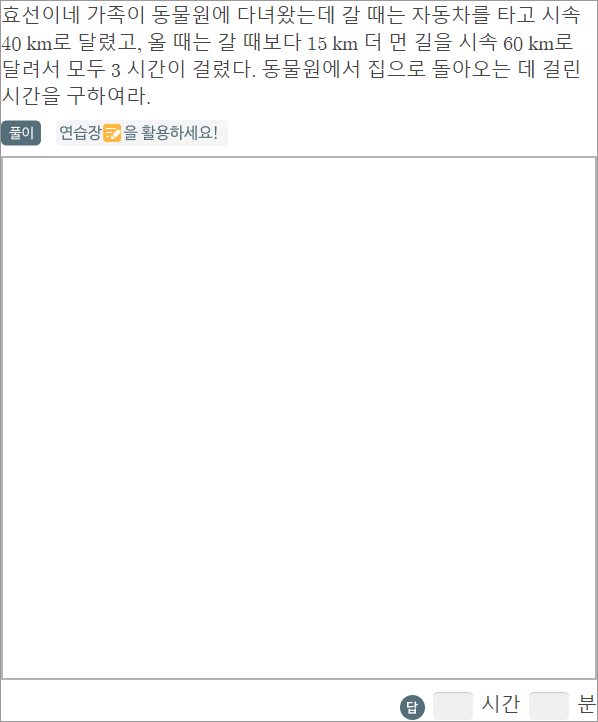 효선이네 가족이 동물원에 다녀왔는데 갈 때는 자동차를 타고 시속
40 km로 달렸고, 올 때는 갈 때보다 15 km 더 먼 길을 시속 60 km로
달려서 모두 3 시간이 걸렸다. 동물원에서 집으로 돌아오는 데 걸린
시간을 구하여라.
풀이 연습장을 활용하세요!
답 시간 분